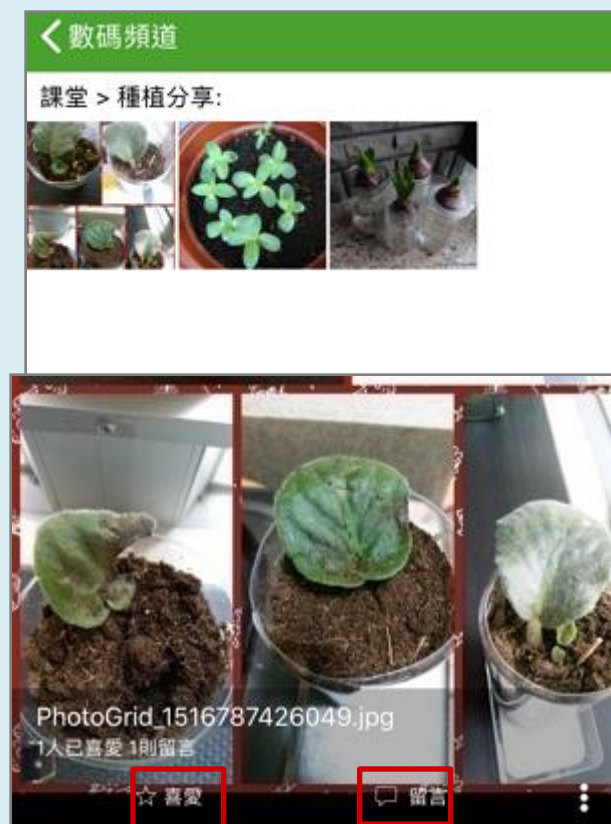 數碼頻道
課堂 > 種植分享:
PhotoGrid_1516787426049.jpg
1人已喜愛 1則留言
喜愛
留言